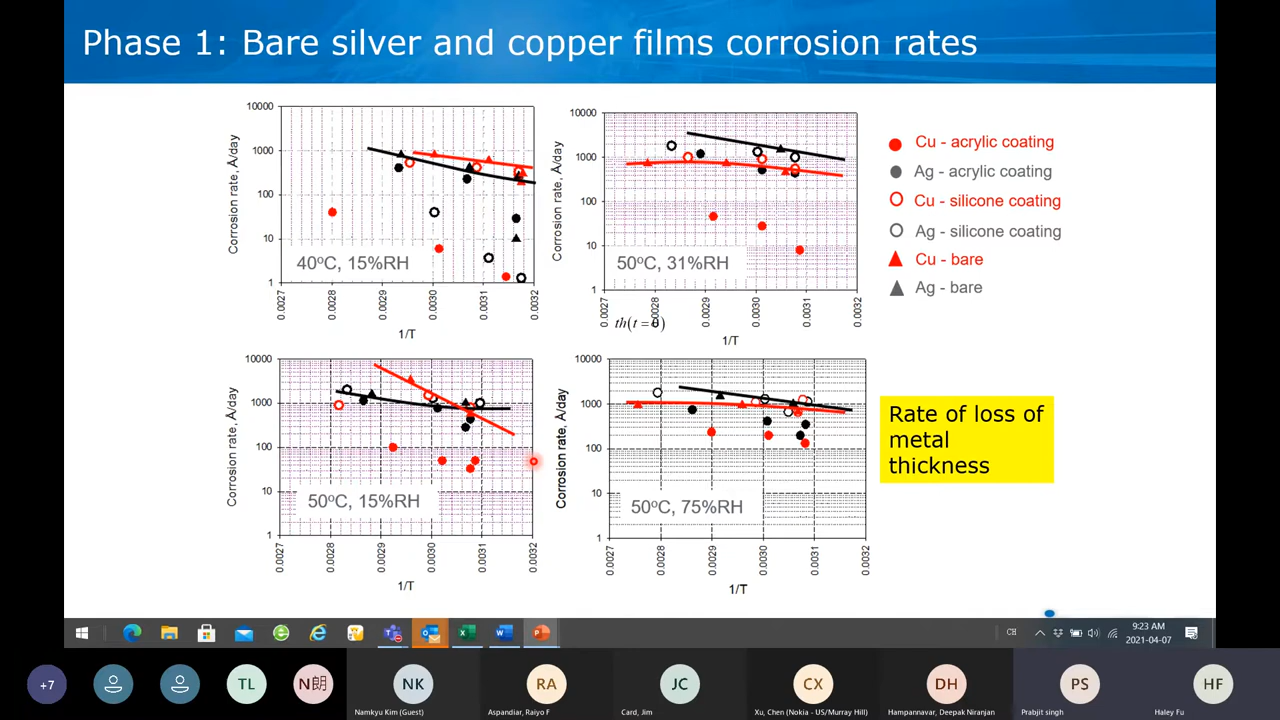 Phase 1: Bare silver and copper films corrosion rates
10000
1000
100
10
1
Corrosion rate, Å/day
40°C, 15%RH
0.0027
0.0028
0.0029
0.0030
0.0031
0.0032
1/T
10000
1000
100
10
1
Corrosion rate, Å/day
50°C, 31%RH
0.0027
0.0028
0.0029
0.0030
0.0031
0.0032
th(t = 0)
1/T
Cu - acrylic coating
Ag - acrylic coating
Cu - silicone coating
Ag - silicone coating
Cu - bare
Ag - bare
10000
1000
100
10
1
Corrosion rate, Å/day
50°C, 15%RH
0.0027
0.0028
0.0029
0.0030
0.0031
0.0032
1/T
10000
1000
100
10
1
Corrosion rate, Å/day
50°C, 75%RH
0.0027
0.0028
0.0029
0.0030
0.0031
0.0032
1/T
Rate of loss of
metal
thickness
CH
9:23 AM
2021-04-07
+7
TL
N朗
NK
RA
JC
CX
DH
PS
HF
Namkyu Kim (Guest)
Aspandiar, Raiyo F
Card, Jim
Xu, Chen (Nokia - US/Murray Hill)
Hampannavar, Deepak Niranjan
Prabjit singh
Haley Fu